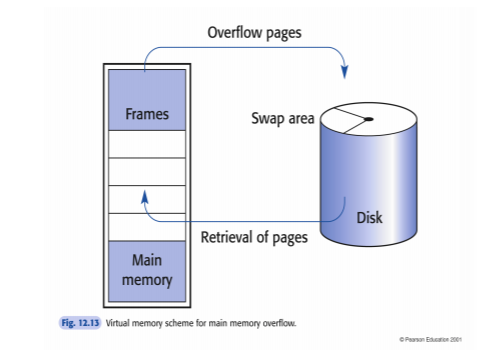 Overflow pages
Frames
Swap area
Disk
Retrieval of pages
Main
memory
Fig. 12.13 Virtual memory scheme for main memory overflow.
© Pearson Education 2001